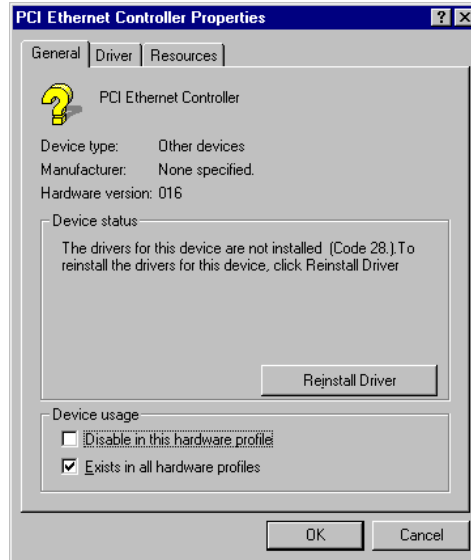 PCI Ethernet Controller Properties
General Driver Resources
PCI Ethernet Controller
Device type: Other devices
Manufacturer: None specified.
Hardware version: 016
Device status
The drivers for this device are not installed (Code 28.).To
reinstall the drivers for this device, click Reinstall Driver
Reinstall Driver
Device usage
Disable in this hardware profile
Exists in all hardware profiles
OK Cancel